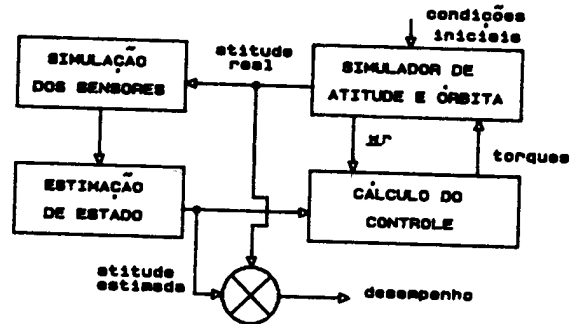 condições
iniciais
SIMULAÇÃO
DOS SENSORES
atitude
real
SIMULADOR DE
ATITUDE E ÓRBITA
wr
torques
ESTIMAÇÃO
DE ESTADO
CÁLCULO DO
CONTROLE
atitude
estimada
desempenho